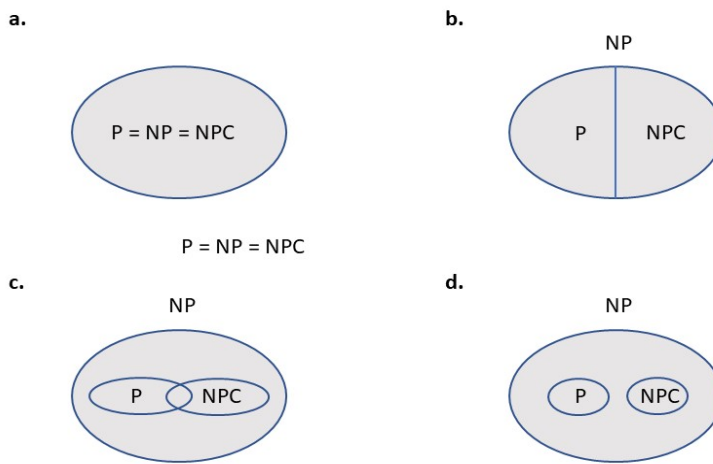 a.
b.
NP
P = NP = NPC
P
NPC
P = NP = NPC
c.
d.
NP
NP
P
NPC
P
NPC